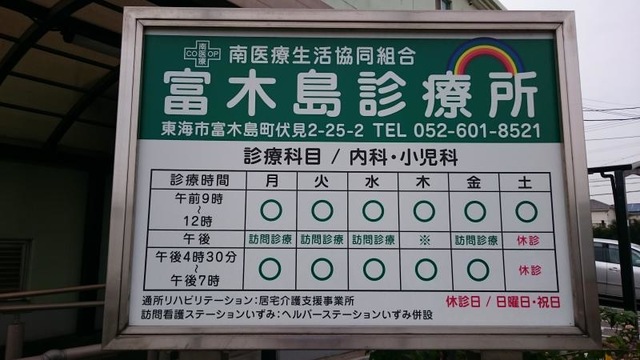 南医療
CO OP
南医療生活協同組合
富木島診療所
東海市富木島町伏見2-25-2 TEL 052-601-8521
診療科目 / 内科・小児科
診療時間 月 火 水 木 金 土
午前9時 〜 12時 ○ ○ ○ ○ ○ ○
午後 訪問診療 訪問診療 訪問診療 ※ 訪問診療 休診
午後4時30分 〜 午後7時 ○ ○ ○ ○ ○ 休診
通所リハビリテーション:居宅介護支援事業所
休診日 / 日曜日・祝日
訪問看護ステーションいずみ:ヘルパーステーションいずみ併設